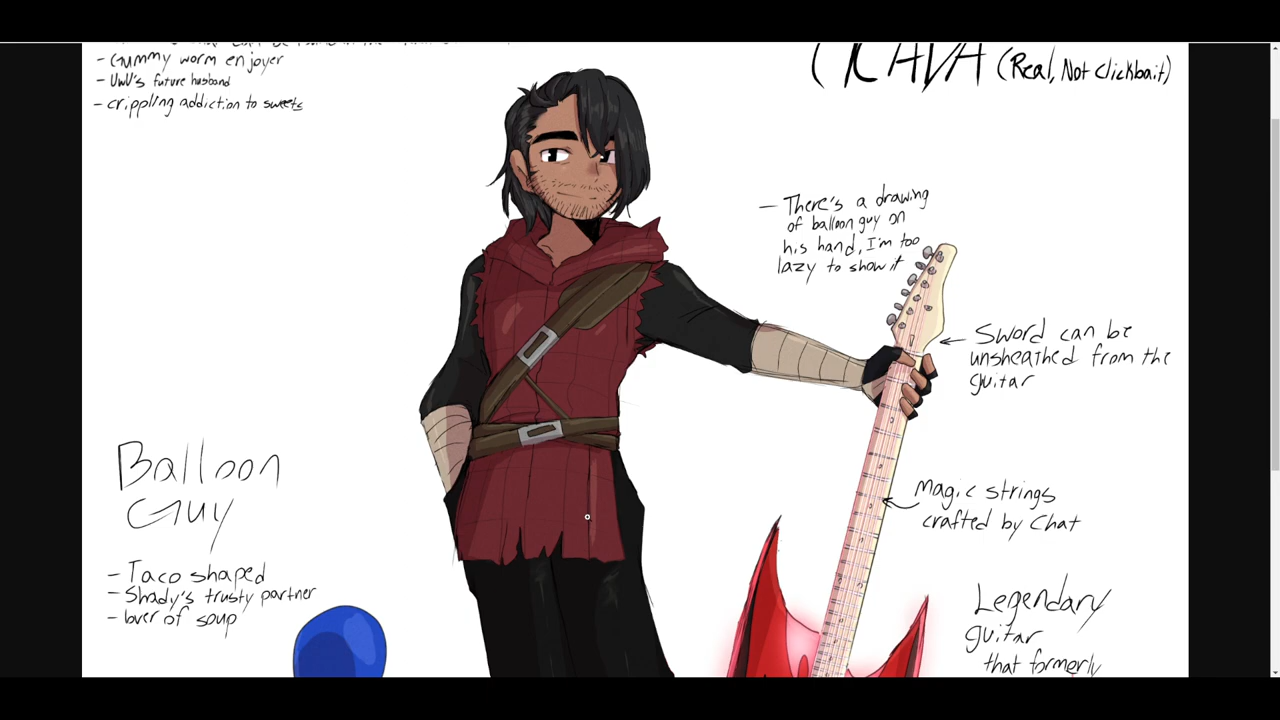 - Gummy worm enjoyer
- UwU's future husband
- crippling addiction to sweets
(Real, Not Clickbait)
- There's a drawing
of balloon guy on
his hand, I'm too
lazy to show it
Sword can be
unsheathed from the
guitar
Magic strings
crafted by Chat
Balloon
Guy
- Taco shaped
- Shady's trusty partner
- lover of soup
Legendary
guitar
that formerly